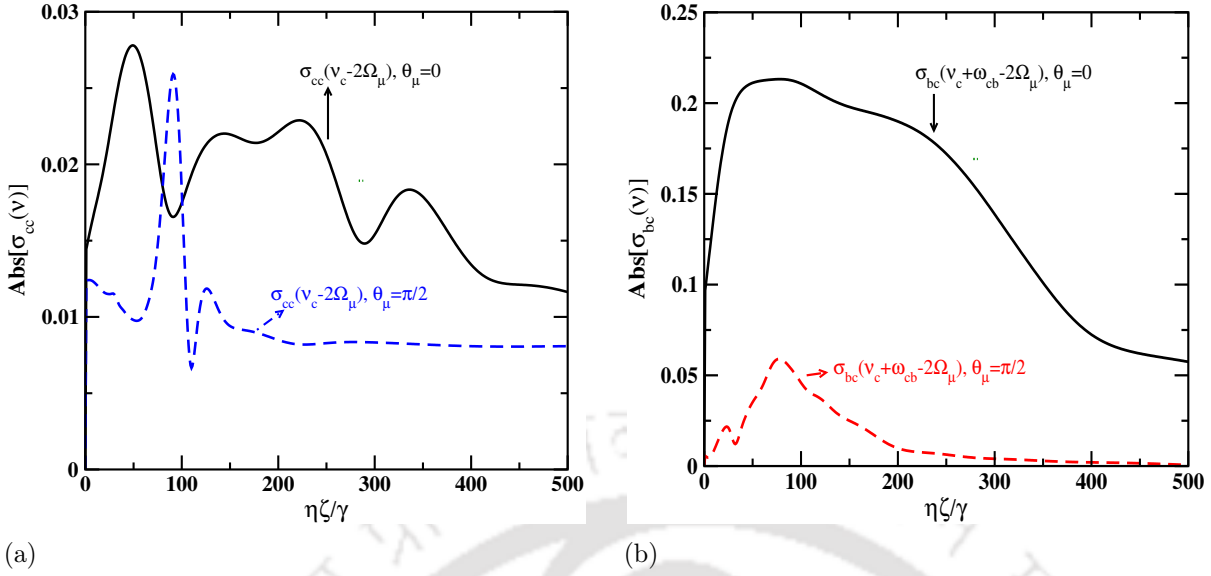 0.03
0.02
0.01
0
Abs[σcc(ν)]
σcc(νc-2Ωμ), θμ=0
σcc(νc-2Ωμ), θμ=π/2
0 100 200 300 400 500
ηζ/γ
(a)
0.25
0.2
0.15
0.1
0.05
0
Abs[σbc(ν)]
σbc(νc+ωcb-2Ωμ), θμ=0
σbc(νc+ωcb-2Ωμ), θμ=π/2
0 100 200 300 400 500
ηζ/γ
(b)